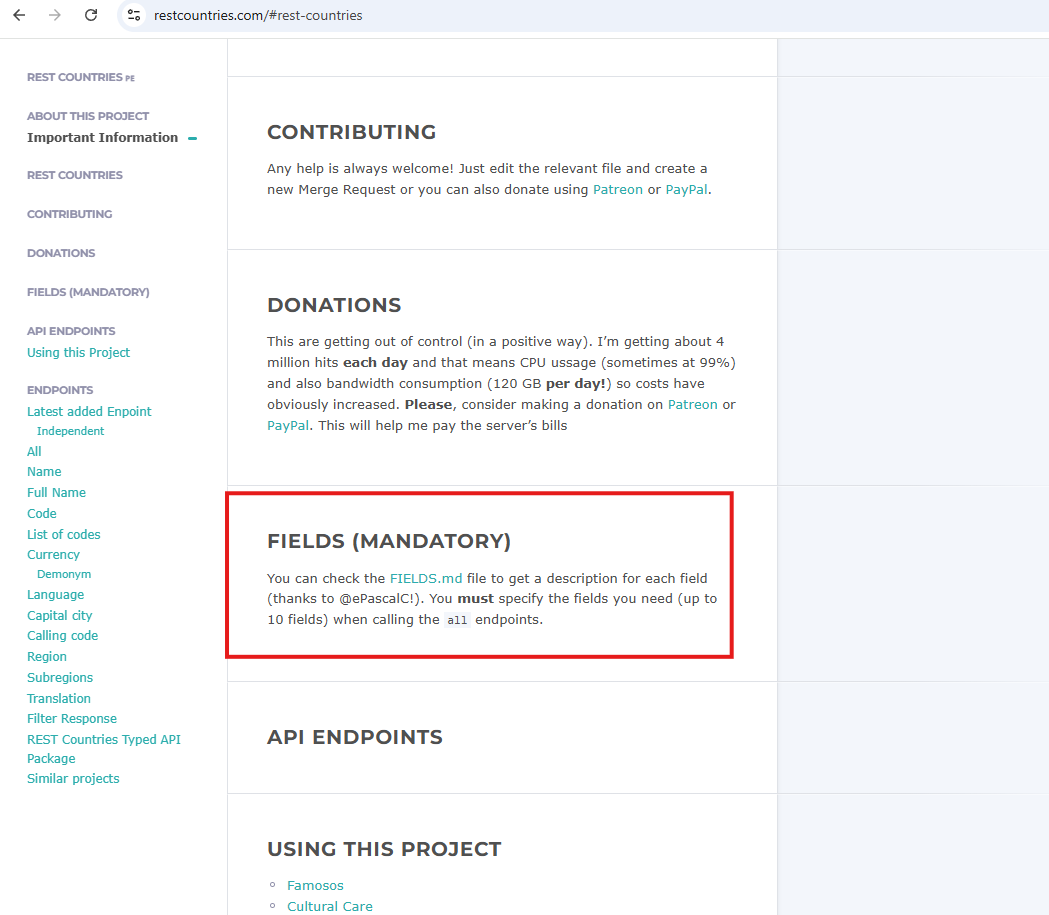 restcountries.com/#rest-countries
REST COUNTRIES PE
ABOUT THIS PROJECT
Important Information
REST COUNTRIES
CONTRIBUTING
DONATIONS
FIELDS (MANDATORY)
API ENDPOINTS
Using this Project
ENDPOINTS
Latest added Enpoint
Independent
All
Name
Full Name
Code
List of codes
Currency
Demonym
Language
Capital city
Calling code
Region
Subregions
Translation
Filter Response
REST Countries Typed API
Package
Similar projects
CONTRIBUTING
Any help is always welcome! Just edit the relevant file and create a
new Merge Request or you can also donate using Patreon or PayPal.
DONATIONS
This are getting out of control (in a positive way). I’m getting about 4
million hits each day and that means CPU ussage (sometimes at 99%)
and also bandwidth consumption (120 GB per day!) so costs have
obviously increased. Please, consider making a donation on Patreon or
PayPal. This will help me pay the server’s bills
FIELDS (MANDATORY)
You can check the FIELDS.md file to get a description for each field
(thanks to @ePascalC!). You must specify the fields you need (up to
10 fields) when calling the all endpoints.
API ENDPOINTS
USING THIS PROJECT
Famosos
Cultural Care